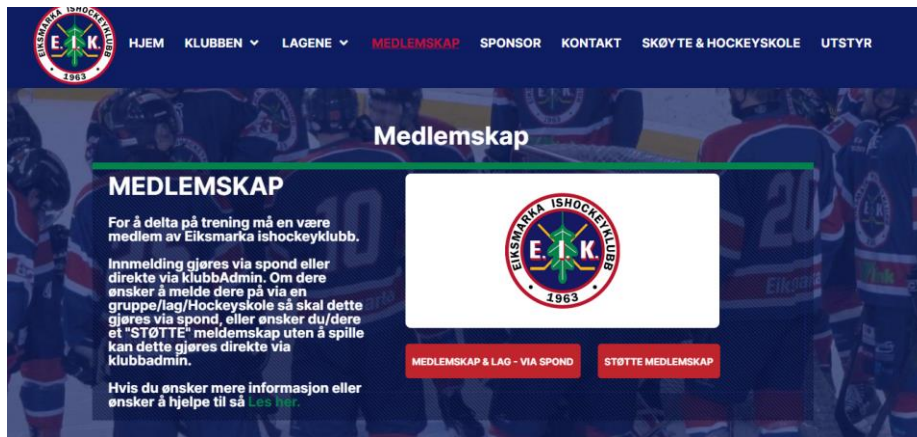 EIKSMARKA ISHOCKEYKLUBB
E. I. K.
1963
HJEM KLUBBEN LAGENE MEDLEMSKAP SPONSOR KONTAKT SKØYTE & HOCKEYSKOLE UTSTYR
Medlemskap
MEDLEMSKAP
For å delta på trening må en være
medlem av Eiksmarka ishockeyklubb.
Innmelding gjøres via spond eller
direkte via klubbAdmin. Om dere
ønsker å melde dere på via en
gruppe/lag/Hockeyskole så skal dette
gjøres via spond, eller ønsker du/dere
et "STØTTE" meldemskap uten å spille
kan dette gjøres direkte via
klubbadmin.
Hvis du ønsker mere informasjon eller
ønsker å hjelpe til så Les her.
EIKSMARKA ISHOCKEYKLUBB
E. I. K.
1963
MEDLEMSKAP & LAG - VIA SPOND STØTTE MEDLEMSKAP
10
20